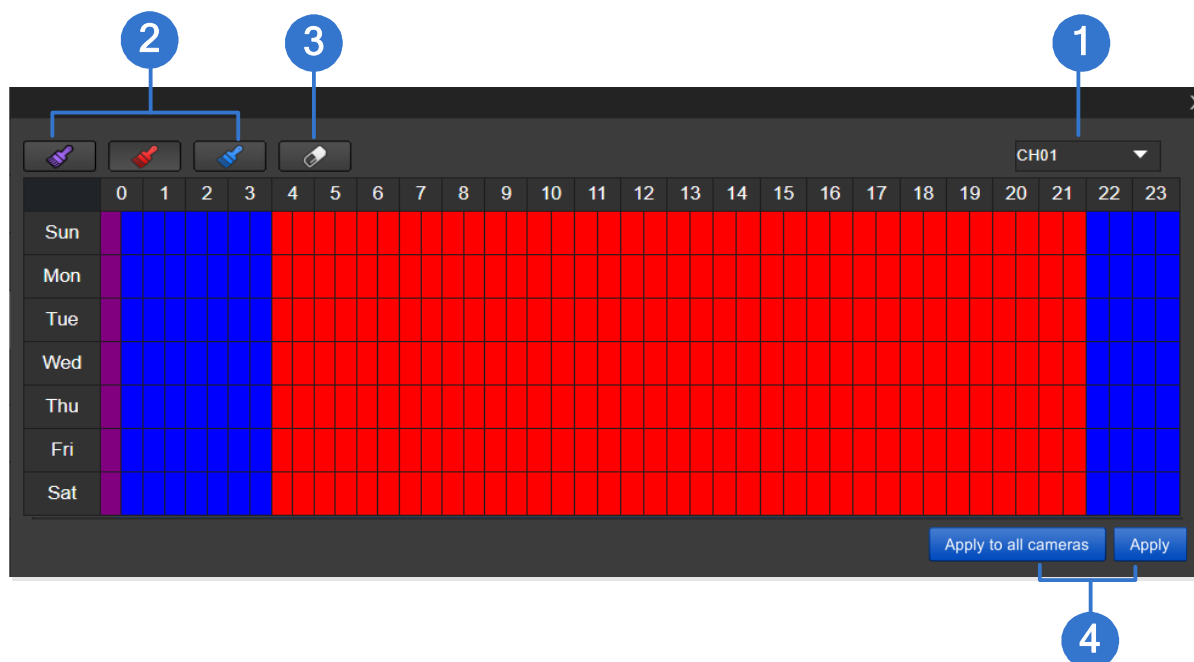 2
3
1
CH01
0 1 2 3 4 5 6 7 8 9 10 11 12 13 14 15 16 17 18 19 20 21 22 23
Sun
Mon
Tue
Wed
Thu
Fri
Sat
Apply to all cameras
Apply
4